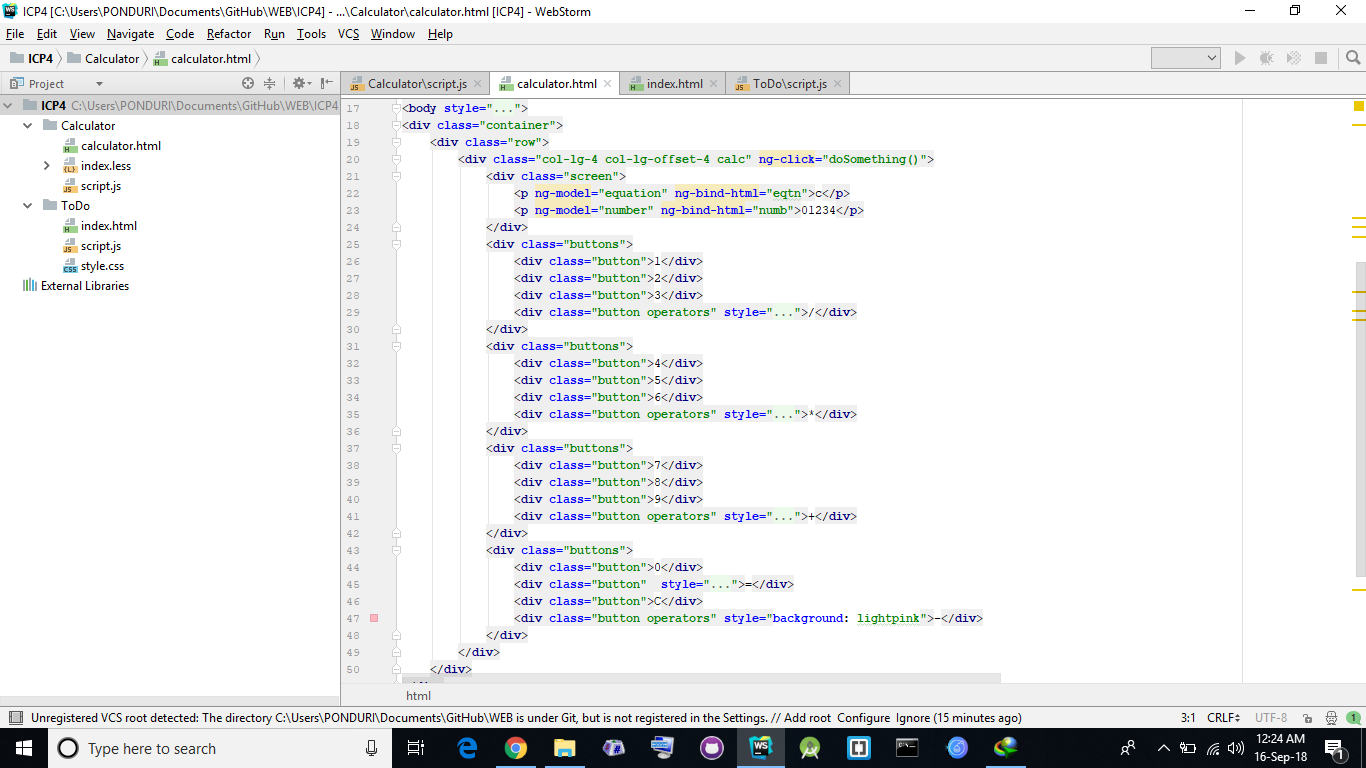 ICP4 [C:\Users\PONDURI\Documents\GitHub\WEB\ICP4] - ...\Calculator\calculator.html [ICP4] - WebStorm
File Edit View Navigate Code Refactor Run Tools VCS Window Help
ICP4 Calculator calculator.html
Project
Calculator\script.js calculator.html index.html ToDo\script.js
ICP4 C:\Users\PONDURI\Documents\GitHub\WEB\ICP4
Calculator
calculator.html
index.less
script.js
ToDo
index.html
script.js
style.css
External Libraries
17 <body style="...">
18 <div class="container">
19 <div class="row">
20 <div class="col-lg-4 col-lg-offset-4 calc" ng-click="doSomething()">
21 <div class="screen">
22 <p ng-model="equation" ng-bind-html="eqtn">c</p>
23 <p ng-model="number" ng-bind-html="numb">01234</p>
24 </div>
25 <div class="buttons">
26 <div class="button">1</div>
27 <div class="button">2</div>
28 <div class="button">3</div>
29 <div class="button operators" style="...">/</div>
30 </div>
31 <div class="buttons">
32 <div class="button">4</div>
33 <div class="button">5</div>
34 <div class="button">6</div>
35 <div class="button operators" style="...">*</div>
36 </div>
37 <div class="buttons">
38 <div class="button">7</div>
39 <div class="button">8</div>
40 <div class="button">9</div>
41 <div class="button operators" style="...">+</div>
42 </div>
43 <div class="buttons">
44 <div class="button">0</div>
45 <div class="button"  style="...">=</div>
46 <div class="button">C</div>
47 <div class="button operators" style="background: lightpink">-</div>
48 </div>
49 </div>
50 </div>
html
Unregistered VCS root detected: The directory C:\Users\PONDURI\Documents\GitHub\WEB is under Git, but is not registered in the Settings. // Add root Configure Ignore (15 minutes ago) 3:1 CRLF UTF-8 1
Type here to search
12:24 AM
16-Sep-18
1